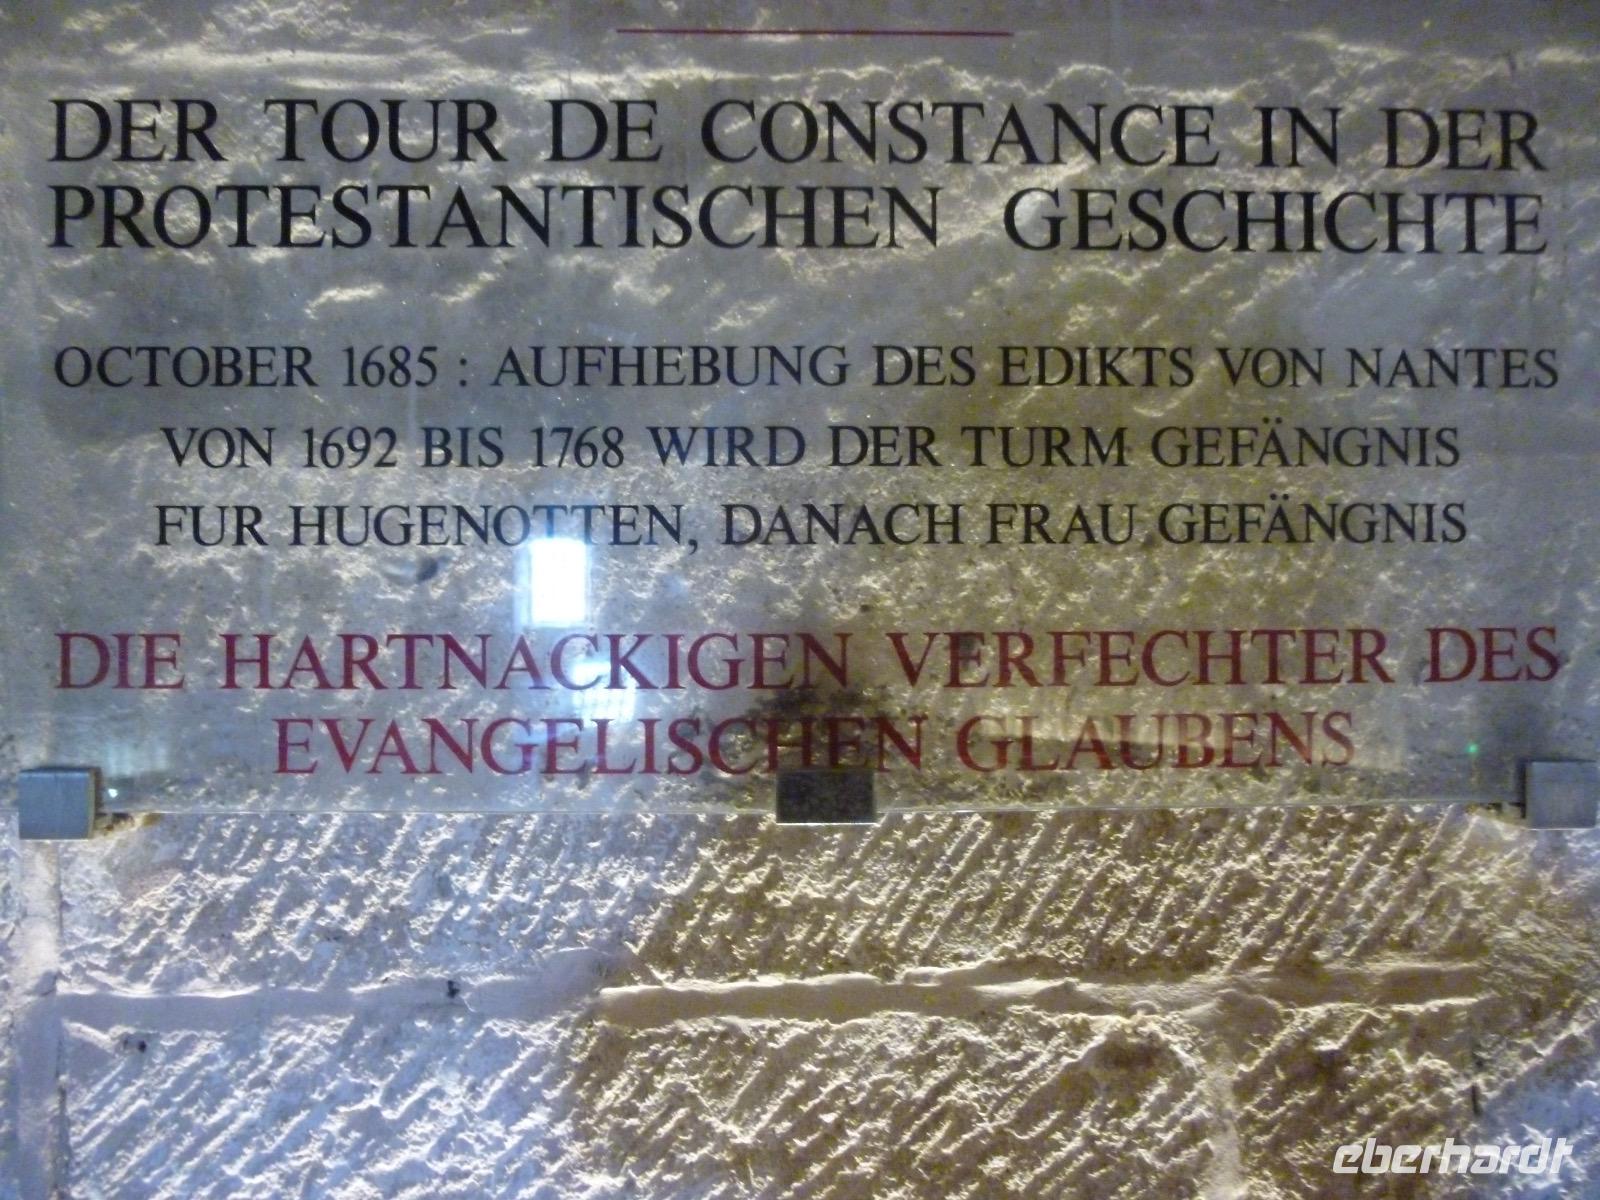 DER TOUR DE CONSTANCE IN DER
PROTESTANTISCHEN GESCHICHTE
OCTOBER 1685 : AUFHEBUNG DES EDIKTS VON NANTES
VON 1692 BIS 1768 WIRD DER TURM GEFÄNGNIS
FUR HUGENOTTEN, DANACH FRAU GEFÄNGNIS
DIE HARTNACKIGEN VERFECHTER DES
EVANGELISCHEN GLAUBENS
eberhardt